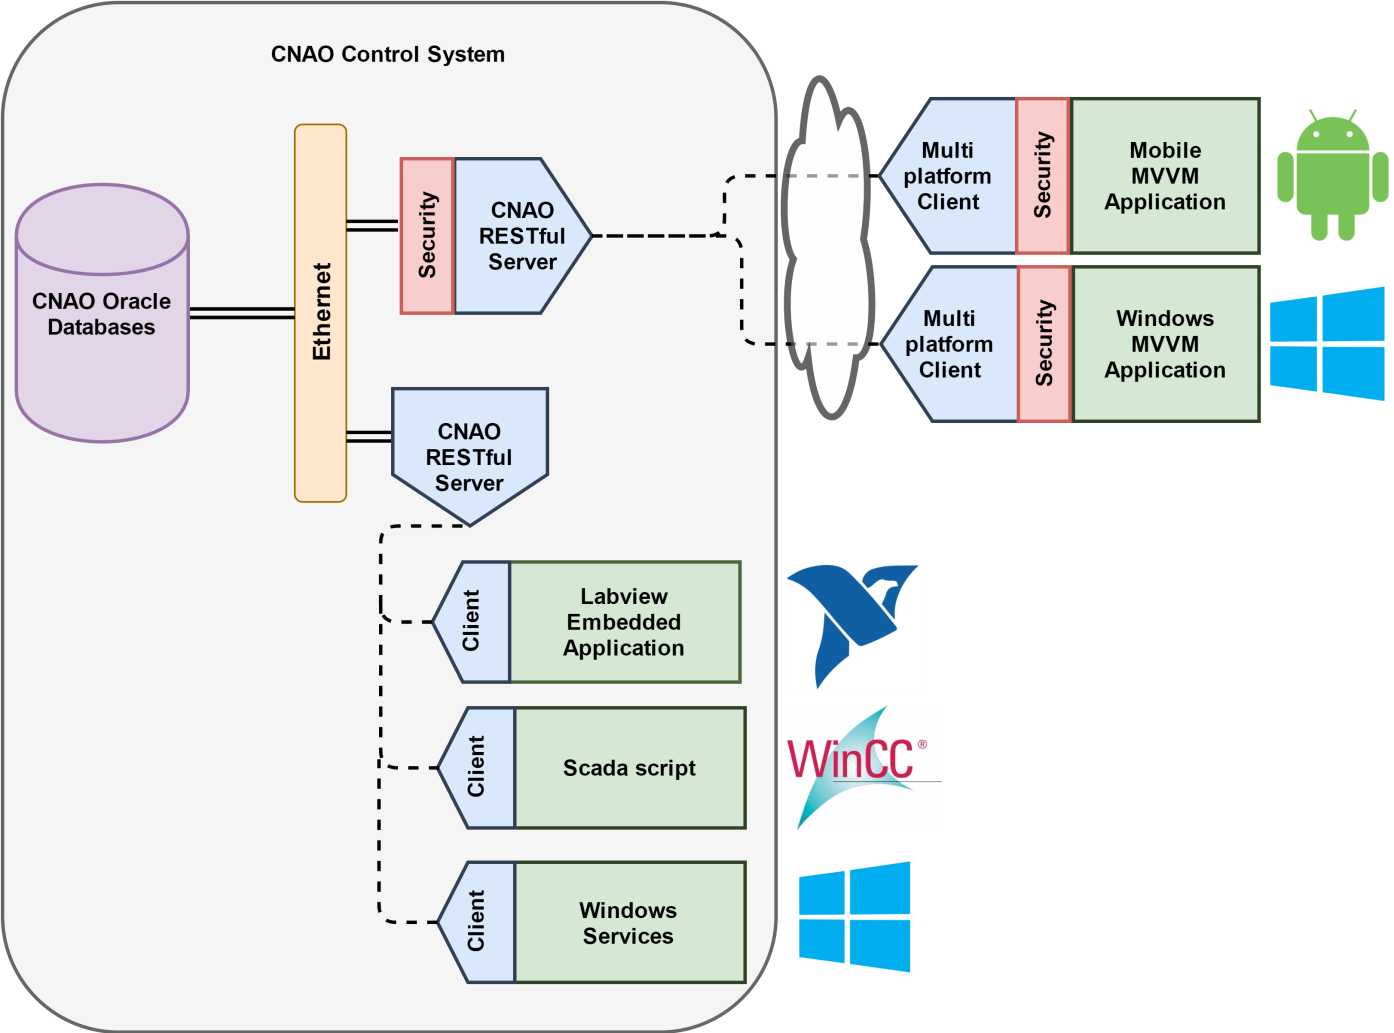 CNAO Control System
CNAO Oracle
Databases
Ethernet
Security
CNAO
RESTful
Server
Multi
platform
Client
Security
Mobile
MVVM
Application
Multi
platform
Client
Security
Windows
MVVM
Application
CNAO
RESTful
Server
Client
Labview
Embedded
Application
Client
Scada script
WinCC®
Client
Windows
Services